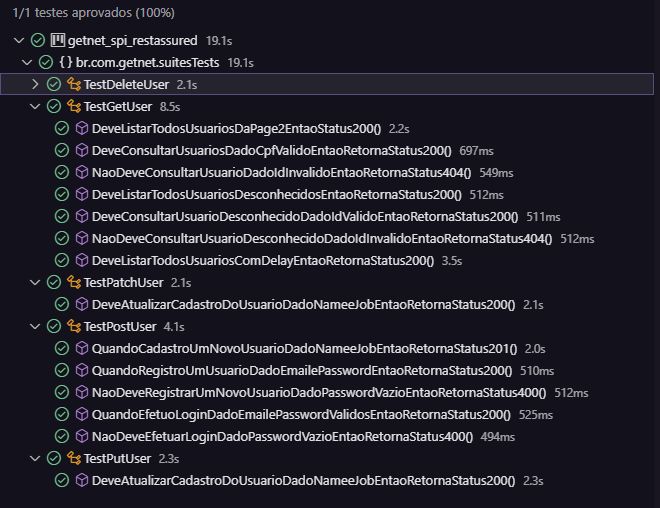 1/1 testes aprovados (100%)
getnet_spi_restassured 19.1s
{ } br.com.getnet.suitesTests 19.1s
TestDeleteUser 2.1s
TestGetUser 8.5s
DeveListarTodosUsuariosDaPage2EntaoStatus200() 2.2s
DeveConsultarUsuariosDadoCpfValidoEntaoRetornaStatus200() 697ms
NaoDeveConsultarUsuarioDadoIdInvalidoEntaoRetornaStatus404() 549ms
DeveListarTodosUsuariosDesconhecidosEntaoRetornaStatus200() 512ms
DeveConsultarUsuarioDesconhecidoDadoIdValidoEntaoRetornaStatus200() 511ms
NaoDeveConsultarUsuarioDesconhecidoDadoIdInvalidoEntaoRetornaStatus404() 512ms
DeveListarTodosUsuariosComDelayEntaoRetornaStatus200() 3.5s
TestPatchUser 2.1s
DeveAtualizarCadastroDoUsuarioDadoNameeJobEntaoRetornaStatus200() 2.1s
TestPostUser 4.1s
QuandoCadastroUmNovoUsuarioDadoNameeJobEntaoRetornaStatus201() 2.0s
QuandoRegistroUmUsuarioDadoEmailePasswordEntaoRetornaStatus200() 510ms
NaoDeveRegistrarUmNovoUsuarioDadoPasswordVazioEntaoRetornaStatus400() 512ms
QuandoEfetuoLoginDadoEmailePasswordValidosEntaoRetornaStatus200() 525ms
NaoDeveEfetuarLoginDadoPasswordVazioEntaoRetornaStatus400() 494ms
TestPutUser 2.3s
DeveAtualizarCadastroDoUsuarioDadoNameeJobEntaoRetornaStatus200() 2.3s